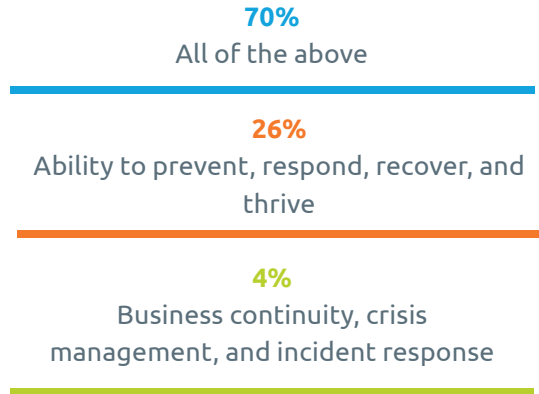 70%
All of the above
26%
Ability to prevent, respond, recover, and
thrive
4%
Business continuity, crisis
management, and incident response